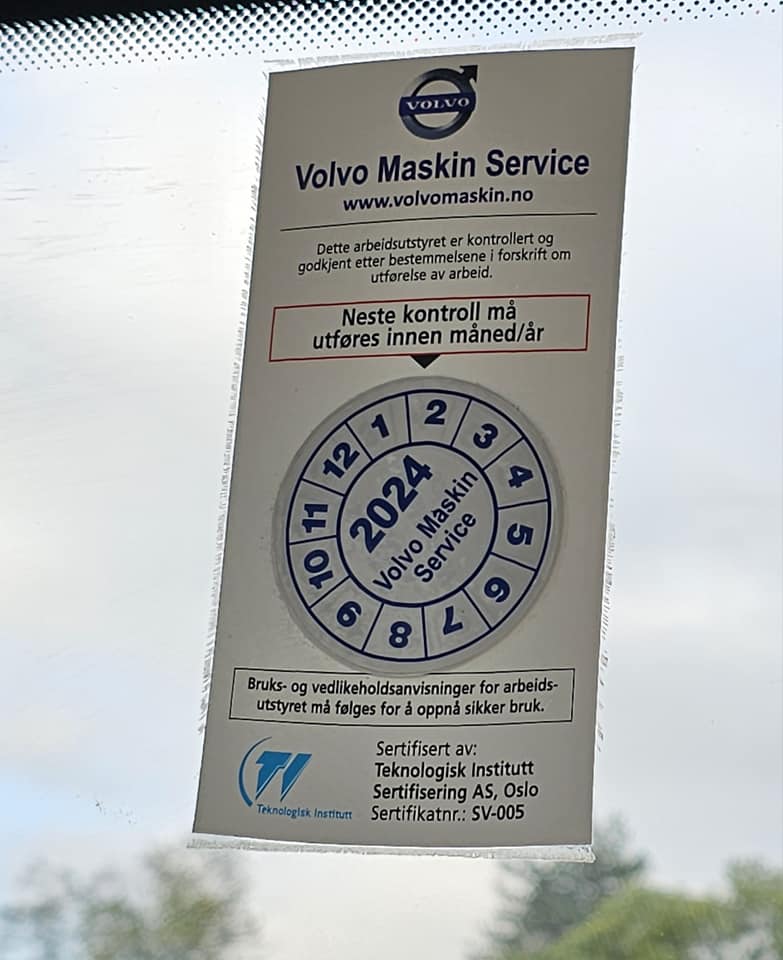 VOLVO
Volvo Maskin Service
www.volvomaskin.no
Dette arbeidsutstyret er kontrollert og
godkjent etter bestemmelsene i forskrift om
utførelse av arbeid.
Neste kontroll må
utføres innen måned/år
1
2
3
4
5
6
7
8
9
10
11
12
2024
Volvo Maskin
Service
Bruks- og vedlikeholdsanvisninger for arbeids-
utstyret må følges for å oppnå sikker bruk.
TI
Teknologisk Institutt
Sertifisert av:
Teknologisk Institutt
Sertifisering AS, Oslo
Sertifikatnr.: SV-005